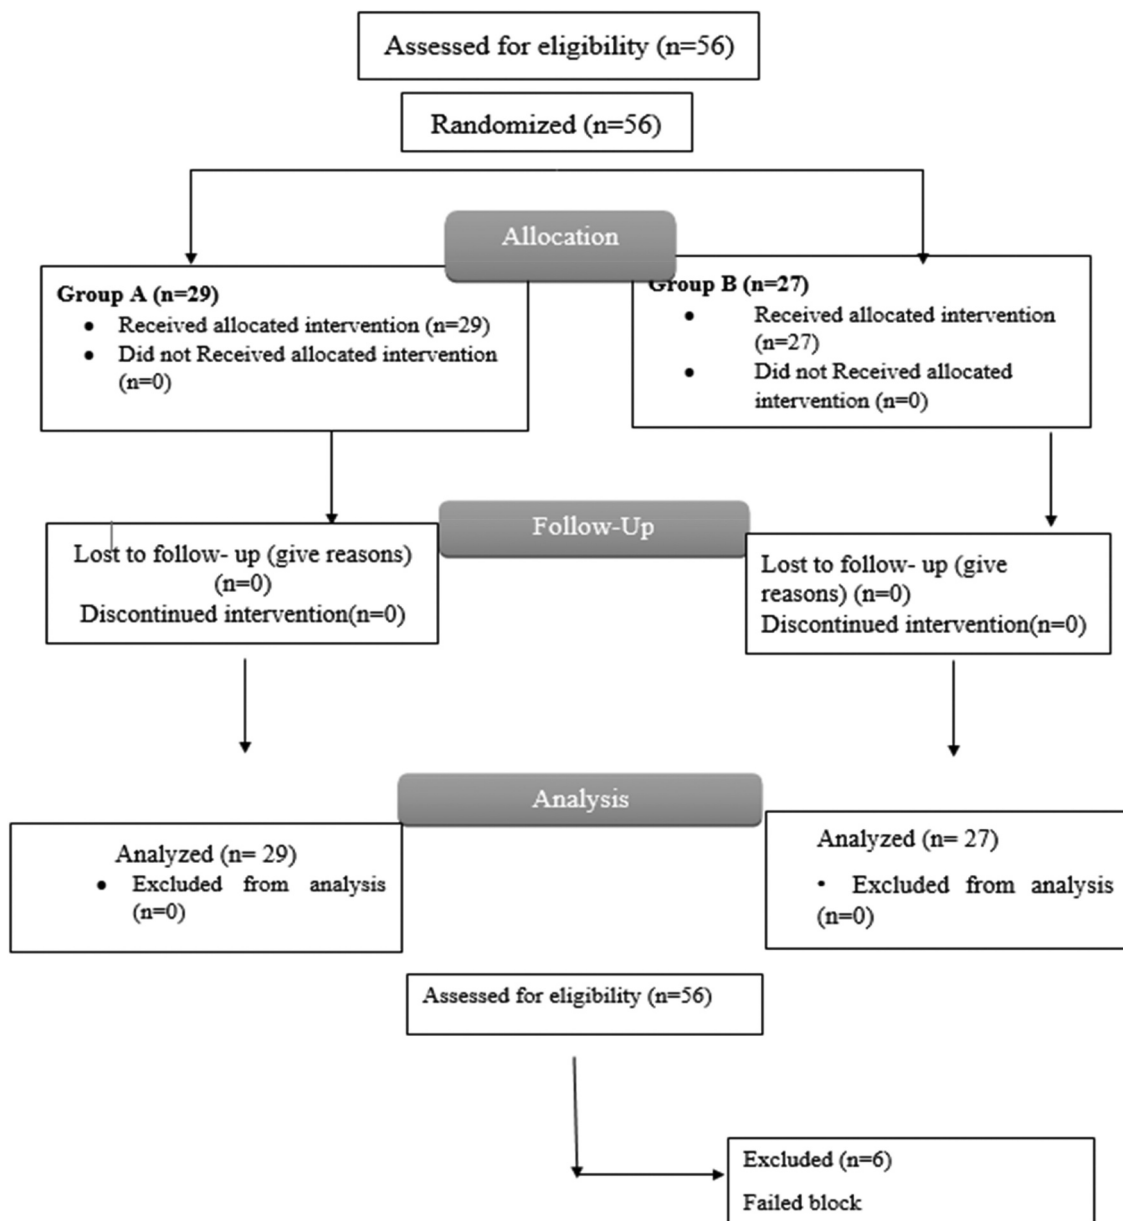 Assessed for eligibility (n=56)
Randomized (n=56)
Allocation
Group A (n=29)
• Received allocated intervention (n=29)
• Did not Received allocated intervention
(n=0)
Group B (n=27)
• Received allocated intervention
(n=27)
• Did not Received allocated
intervention (n=0)
Follow-Up
Lost to follow- up (give reasons)
(n=0)
Discontinued intervention(n=0)
Lost to follow- up (give
reasons) (n=0)
Discontinued intervention(n=0)
Analysis
Analyzed (n= 29)
• Excluded from analysis
(n=0)
Analyzed (n= 27)
• Excluded from analysis
(n=0)
Assessed for eligibility (n=56)
Excluded (n=6)
Failed block